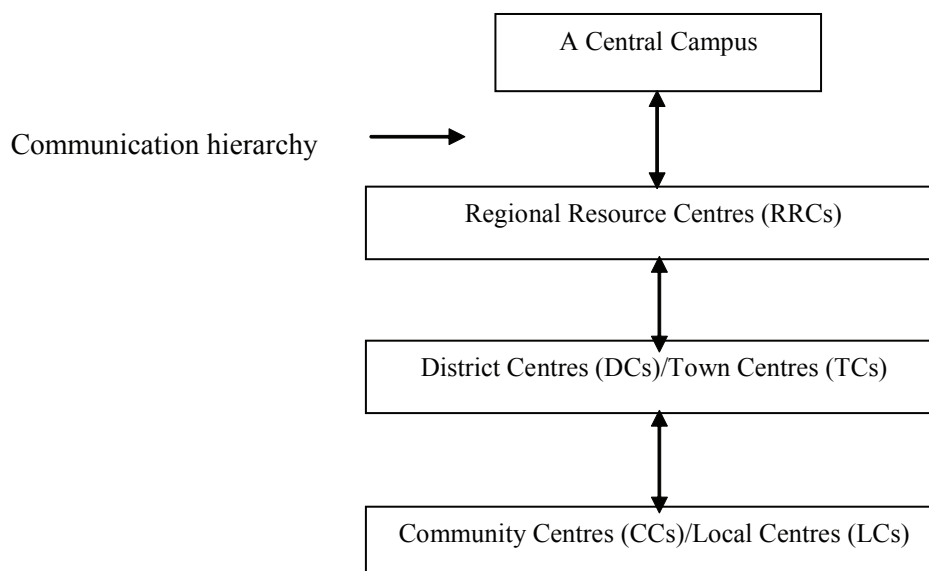 A Central Campus
Communication hierarchy
Regional Resource Centres (RRCs)
District Centres (DCs)/Town Centres (TCs)
Community Centres (CCs)/Local Centres (LCs)